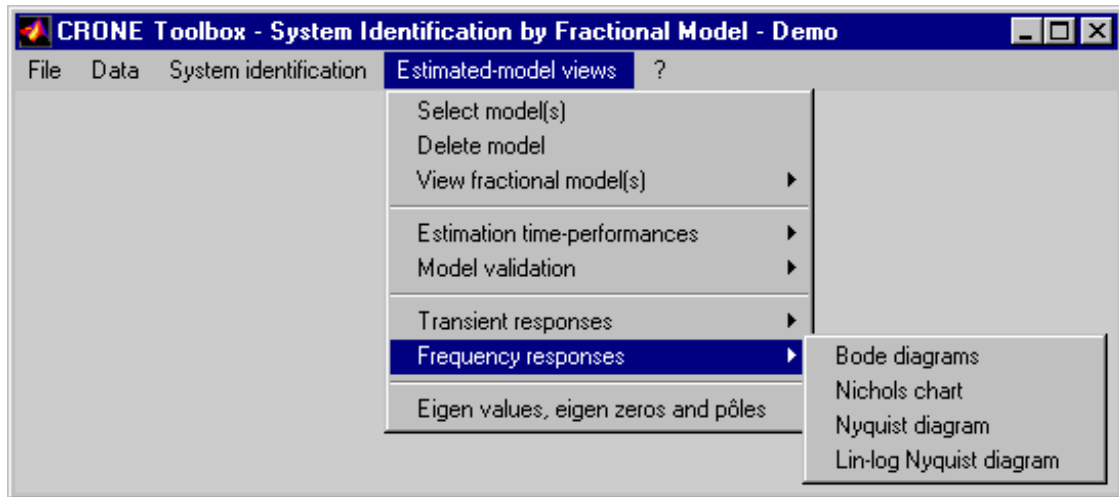 CRONE Toolbox - System Identification by Fractional Model - Demo
File Data System identification Estimated-model views ?
Select model(s)
Delete model
View fractional model(s)
Estimation time-performances
Model validation
Transient responses
Frequency responses
Eigen values, eigen zeros and pôles
Bode diagrams
Nichols chart
Nyquist diagram
Lin-log Nyquist diagram